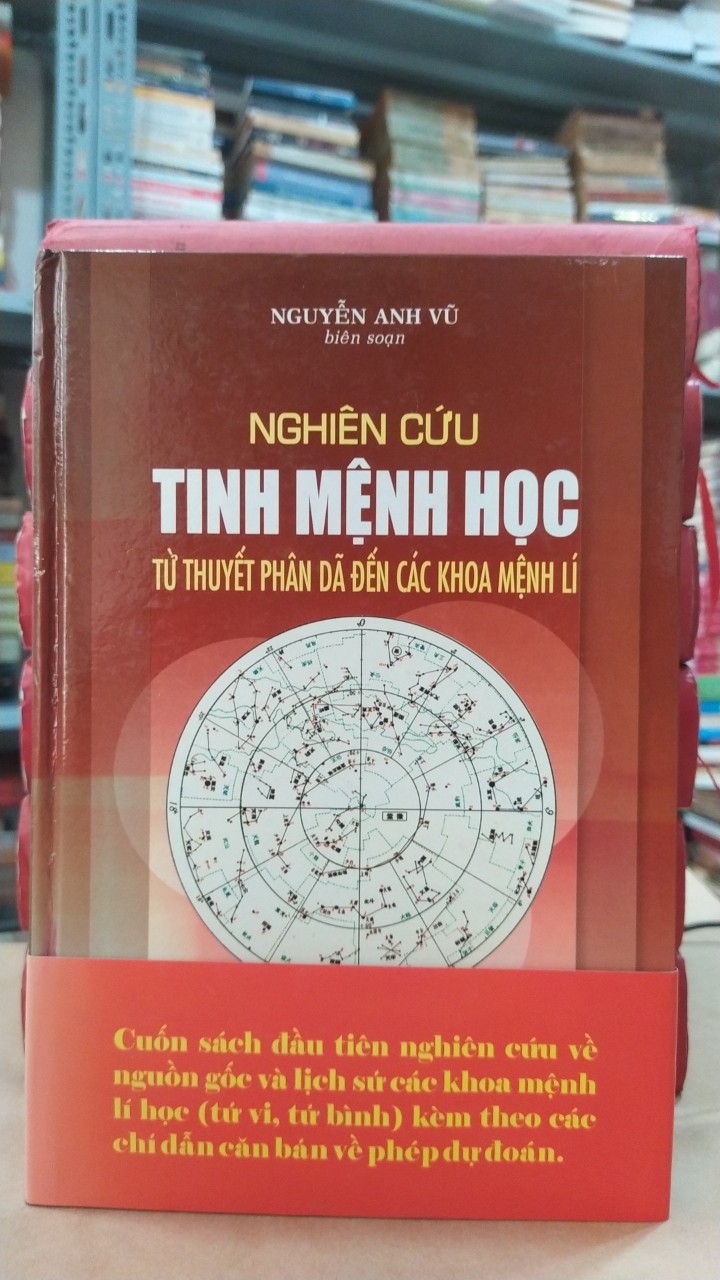 NGUYỄN ANH VŨ
biên soạn
NGHIÊN CỨU
TINH MỆNH HỌC
TỪ THUYẾT PHÂN DÃ ĐẾN CÁC KHOA MỆNH LÍ
Cuốn sách đầu tiên nghiên cứu về
nguồn gốc và lịch sử các khoa mệnh
lí học (tử vi, tử bình) kèm theo các
chỉ dẫn căn bản về phép dự đoán.